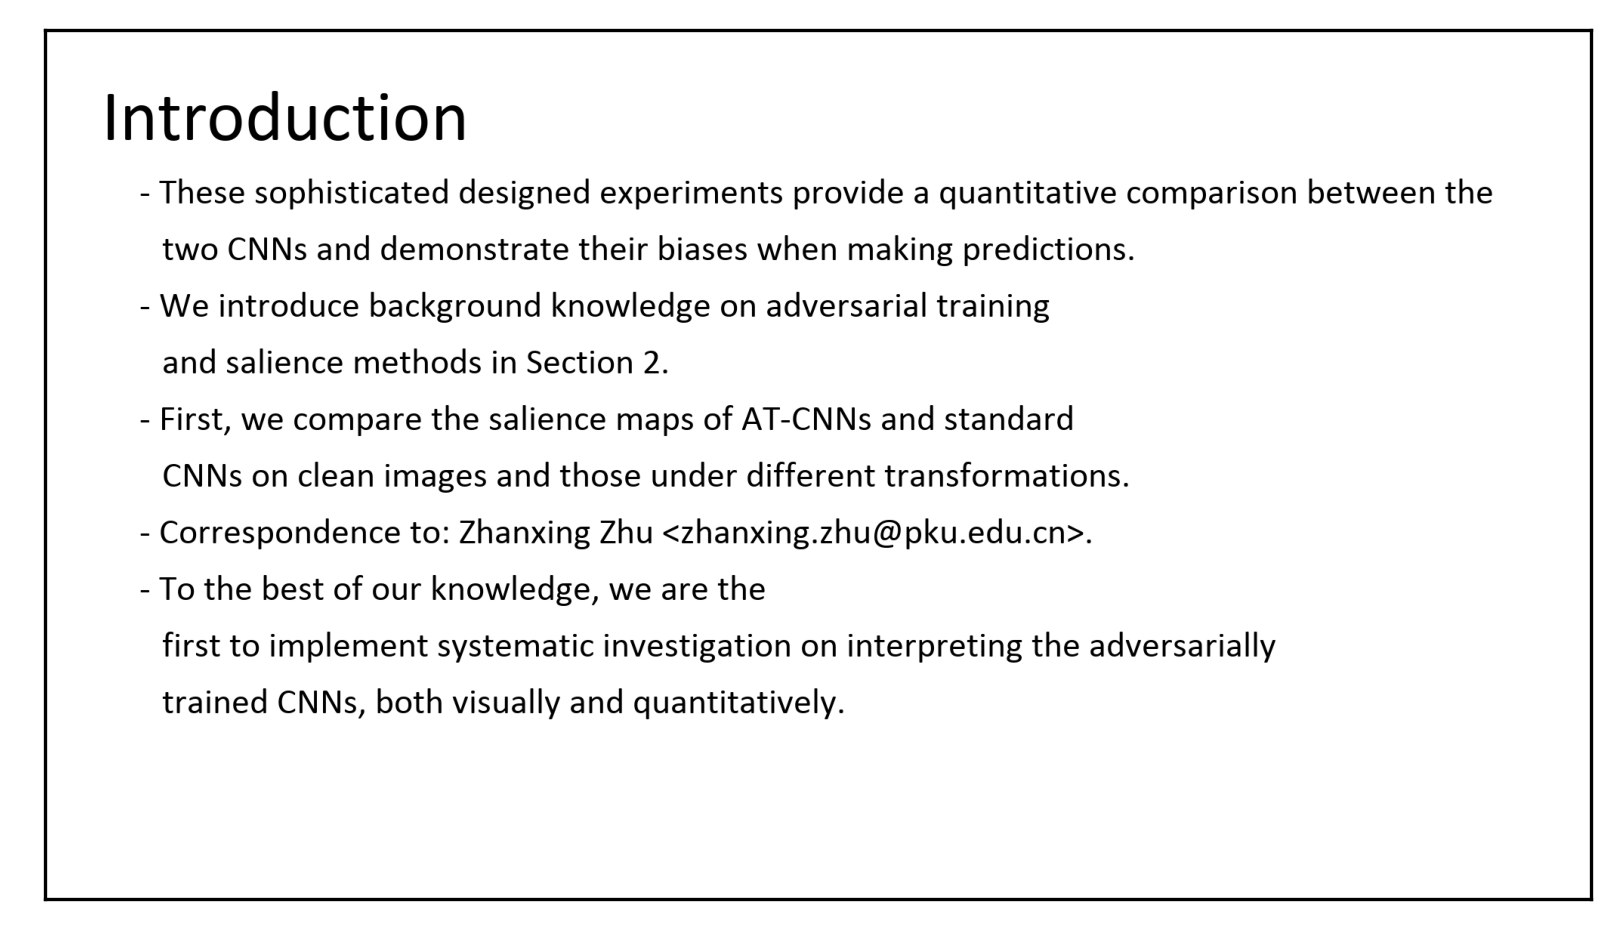 Introduction
- These sophisticated designed experiments provide a quantitative comparison between the
two CNNs and demonstrate their biases when making predictions.
- We introduce background knowledge on adversarial training
and salience methods in Section 2.
- First, we compare the salience maps of AT-CNNs and standard
CNNs on clean images and those under different transformations.
- Correspondence to: Zhanxing Zhu <zhanxing.zhu@pku.edu.cn>.
- To the best of our knowledge, we are the
first to implement systematic investigation on interpreting the adversarially
trained CNNs, both visually and quantitatively.